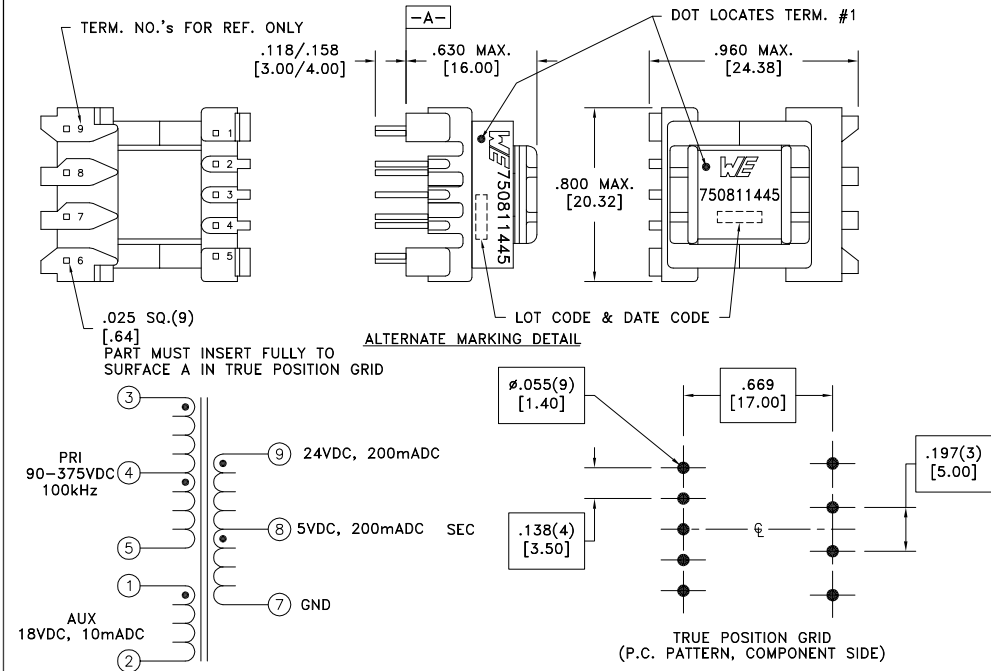 TERM. NO.'s FOR REF. ONLY
-A-
DOT LOCATES TERM. #1
.118/.158
[3.00/4.00]
.630 MAX.
[16.00]
.960 MAX.
[24.38]
9
8
7
6
1
2
3
4
5
WE 750811445
.800 MAX.
[20.32]
WE
750811445
.025 SQ.(9)
[.64]
PART MUST INSERT FULLY TO
SURFACE A IN TRUE POSITION GRID
LOT CODE & DATE CODE
ALTERNATE MARKING DETAIL
3
PRI
90-375VDC
100kHz
4
5
1
AUX
18VDC, 10mADC
2
9 24VDC, 200mADC
8 5VDC, 200mADC SEC
7 GND
ø.055(9)
[1.40]
.669
[17.00]
.197(3)
[5.00]
.138(4)
[3.50]
℄
TRUE POSITION GRID
(P.C. PATTERN, COMPONENT SIDE)